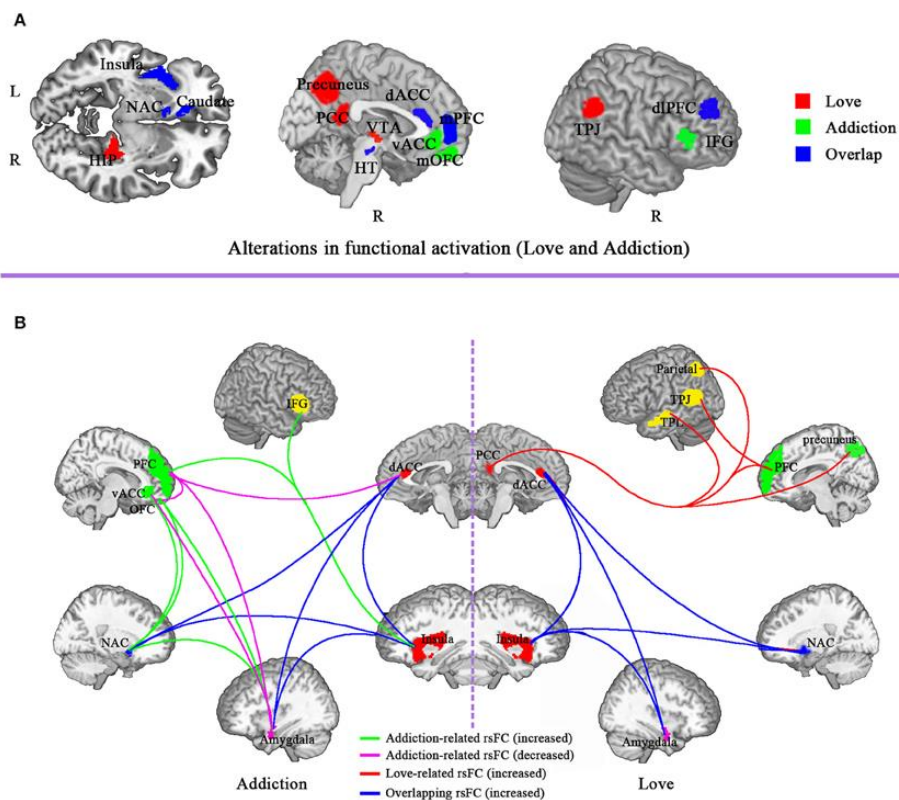 A
Insula
NAC
Caudate
L
R
HIP
Precuneus
dACC
PCC
mPFC
VTA
vACC
mOFC
HT
R
TPJ
dlPFC
IFG
R
Love
Addiction
Overlap
Alterations in functional activation (Love and Addiction)
B
IFG
Parietal
TPJ
TPL
precuneus
PFC
vACC
OFC
dACC
PCC
dACC
PFC
NAC
Insula
Insula
NAC
Amygdala
Amygdala
Addiction-related rsFC (increased)
Addiction-related rsFC (decreased)
Love-related rsFC (increased)
Overlapping rsFC (increased)
Addiction
Love